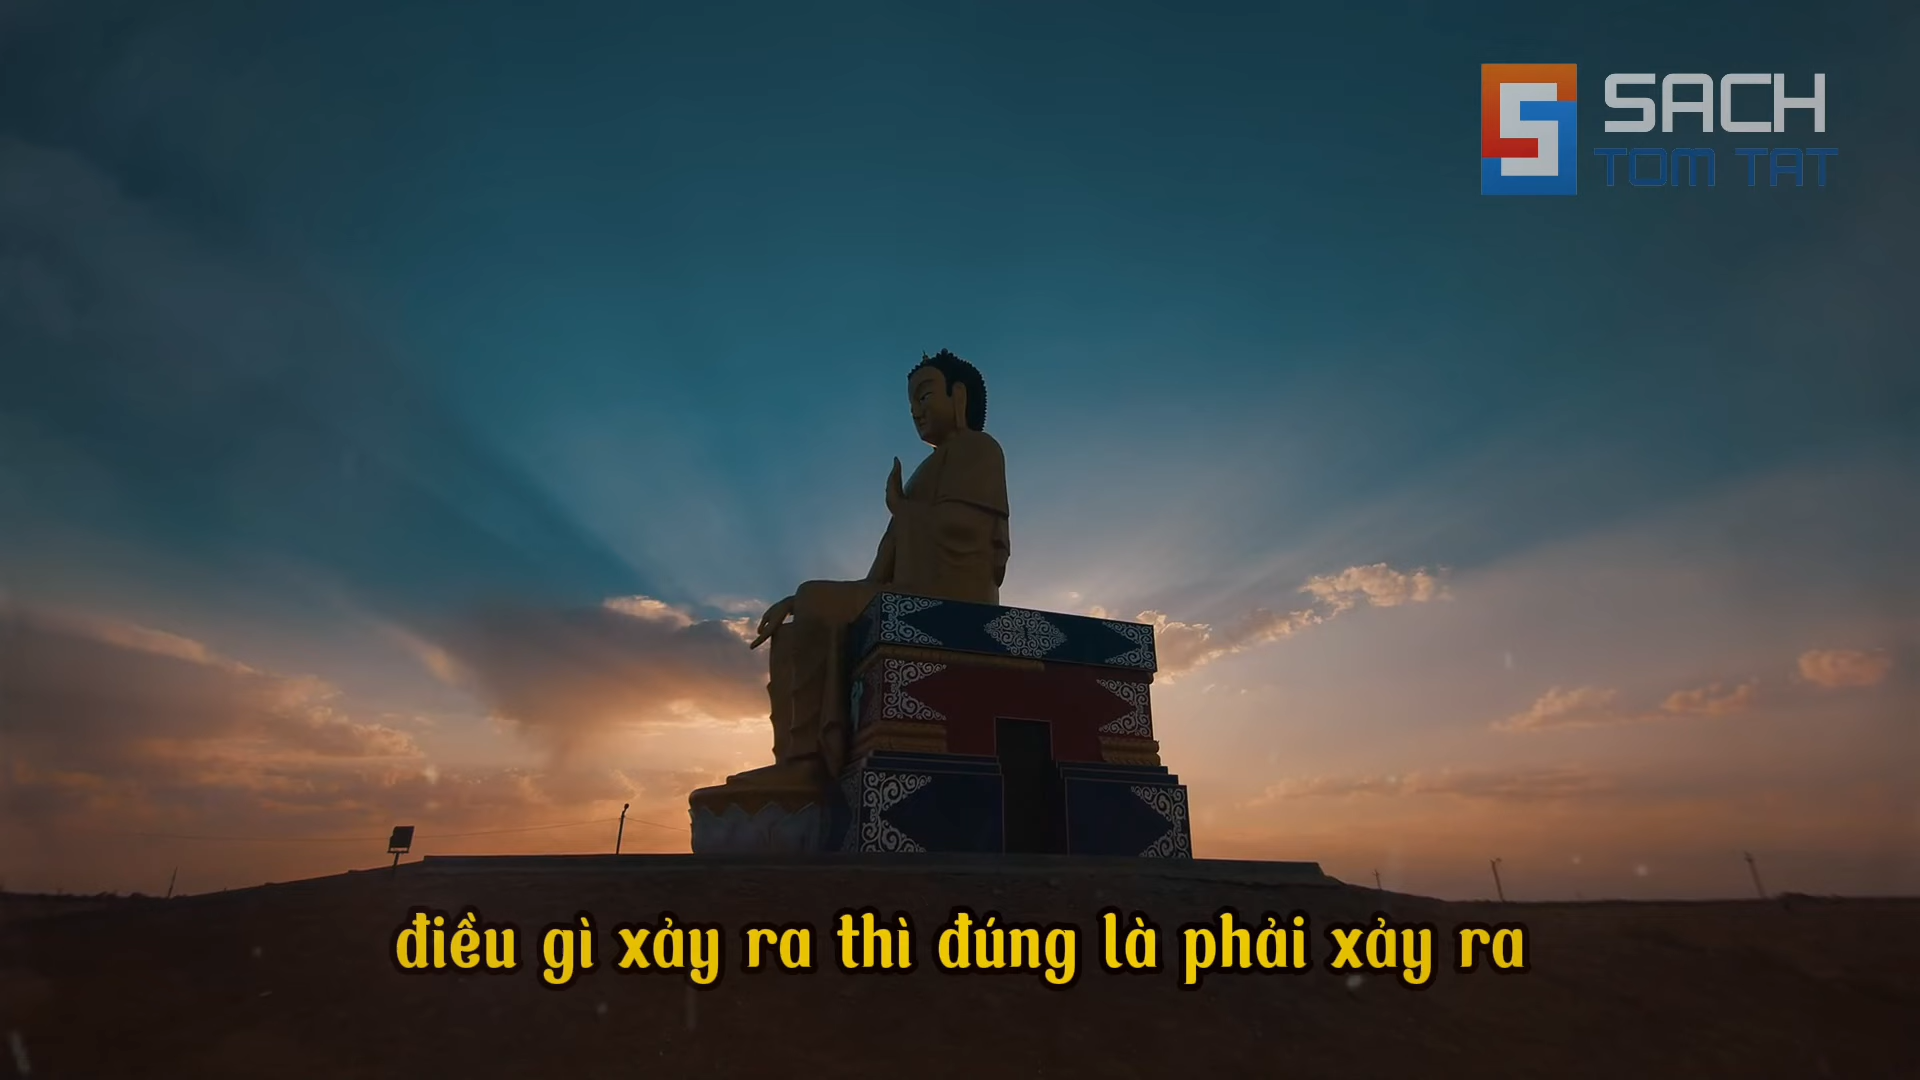 SACH
TOM TAT
điều gì xảy ra thì đúng là phải xảy ra